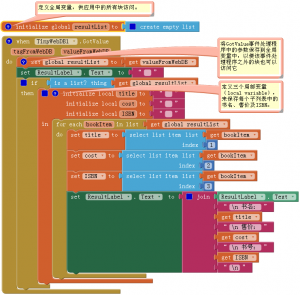 定义全局变量，供应用中的所有块访问。
initialize global resultList to create empty list
when TinyWebDB1 .GotValue
tagFromWebDB valueFromWebDB
do set global resultList to get valueFromWebDB
set ResultLabel . Text to " "
if is a list? thing get global resultList
then initialize local title to " "
initialize local cost to " "
initialize local ISBN to " "
in for each bookItem in list get global resultList
do set title to select list item list get bookItem
index 1
set cost to select list item list get bookItem
index 2
set ISBN to select list item list get bookItem
index 3
set ResultLabel . Text to join ResultLabel . Text
" \n 书名: "
get title
" \n 售价: "
get cost
" \n 书号: "
get ISBN
" \n "
将GotValue事件处理
程序中的参数保存到全
局变量中，以便该事件处
理程序之外的块也可以
访问它
定义三个局部变量
(local variable)，
来保存每个子列表中的
书名、售价及ISBN。